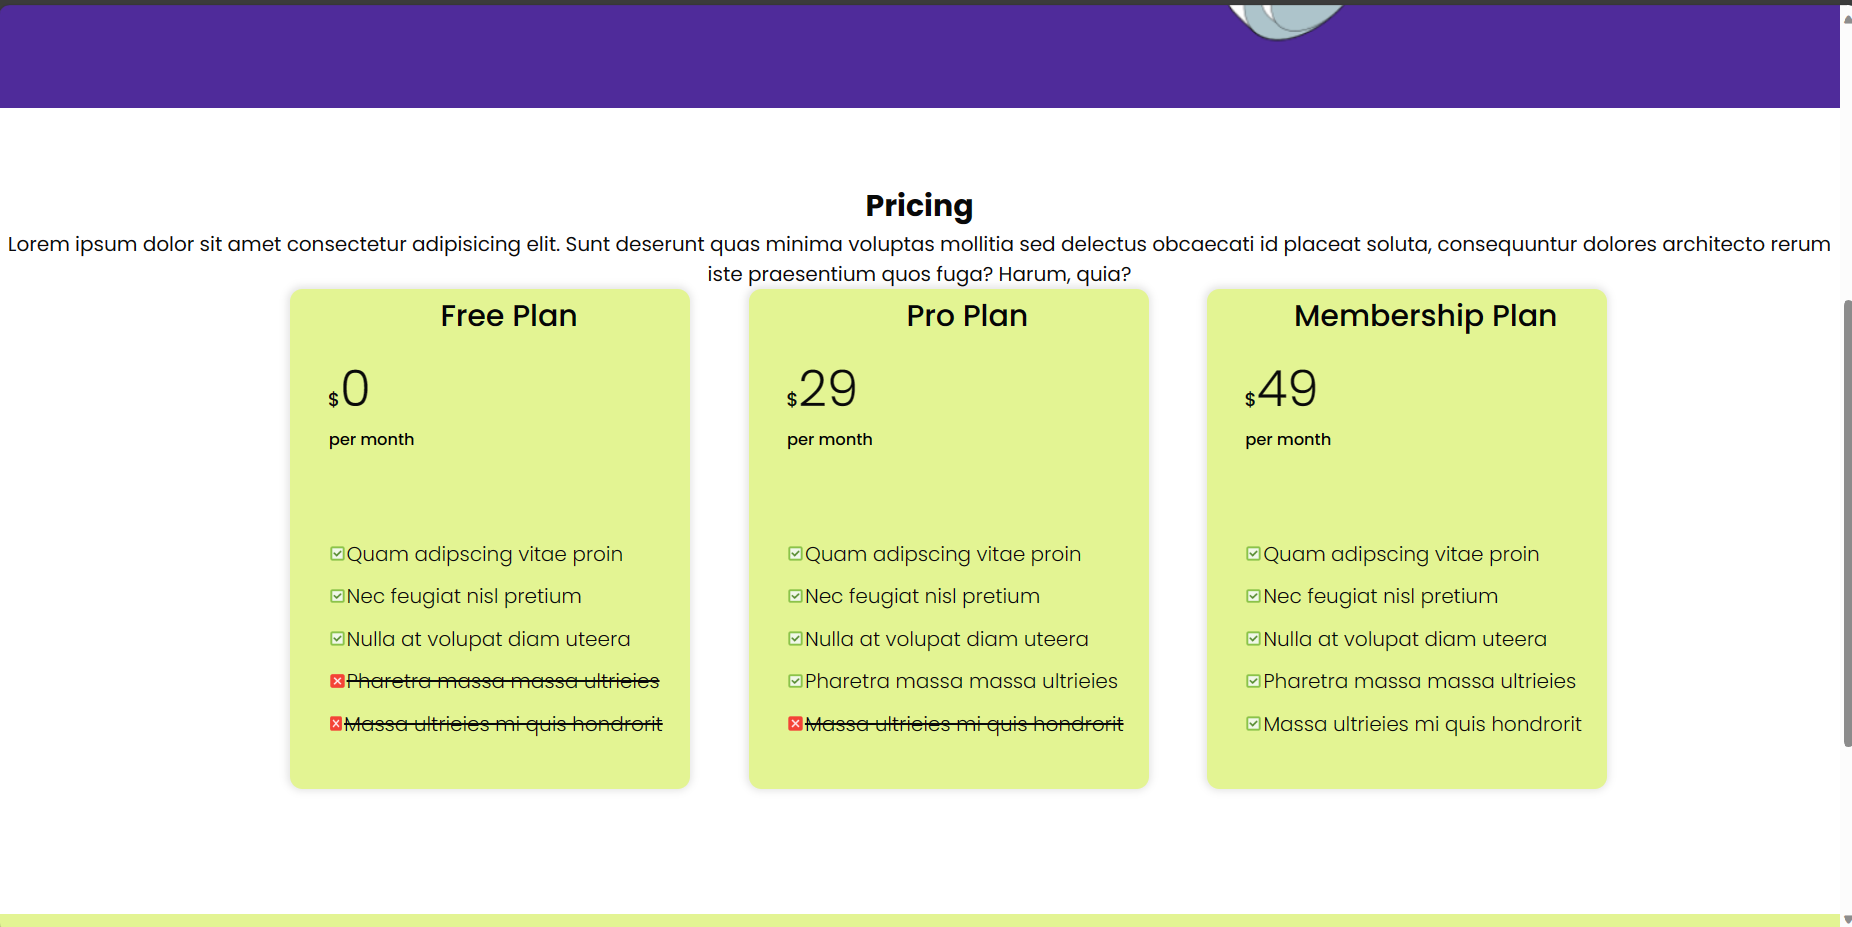 Pricing
Lorem ipsum dolor sit amet consectetur adipisicing elit. Sunt deserunt quas minima voluptas mollitia sed delectus obcaecati id placeat soluta, consequuntur dolores architecto rerum
iste praesentium quos fuga? Harum, quia?
Free Plan
$0
per month
Quam adipscing vitae proin
Nec feugiat nisl pretium
Nulla at volupat diam uteera
Pharetra massa massa ultrieies
Massa ultrieies mi quis hondrorit
Pro Plan
$29
per month
Quam adipscing vitae proin
Nec feugiat nisl pretium
Nulla at volupat diam uteera
Pharetra massa massa ultrieies
Massa ultrieies mi quis hondrorit
Membership Plan
$49
per month
Quam adipscing vitae proin
Nec feugiat nisl pretium
Nulla at volupat diam uteera
Pharetra massa massa ultrieies
Massa ultrieies mi quis hondrorit